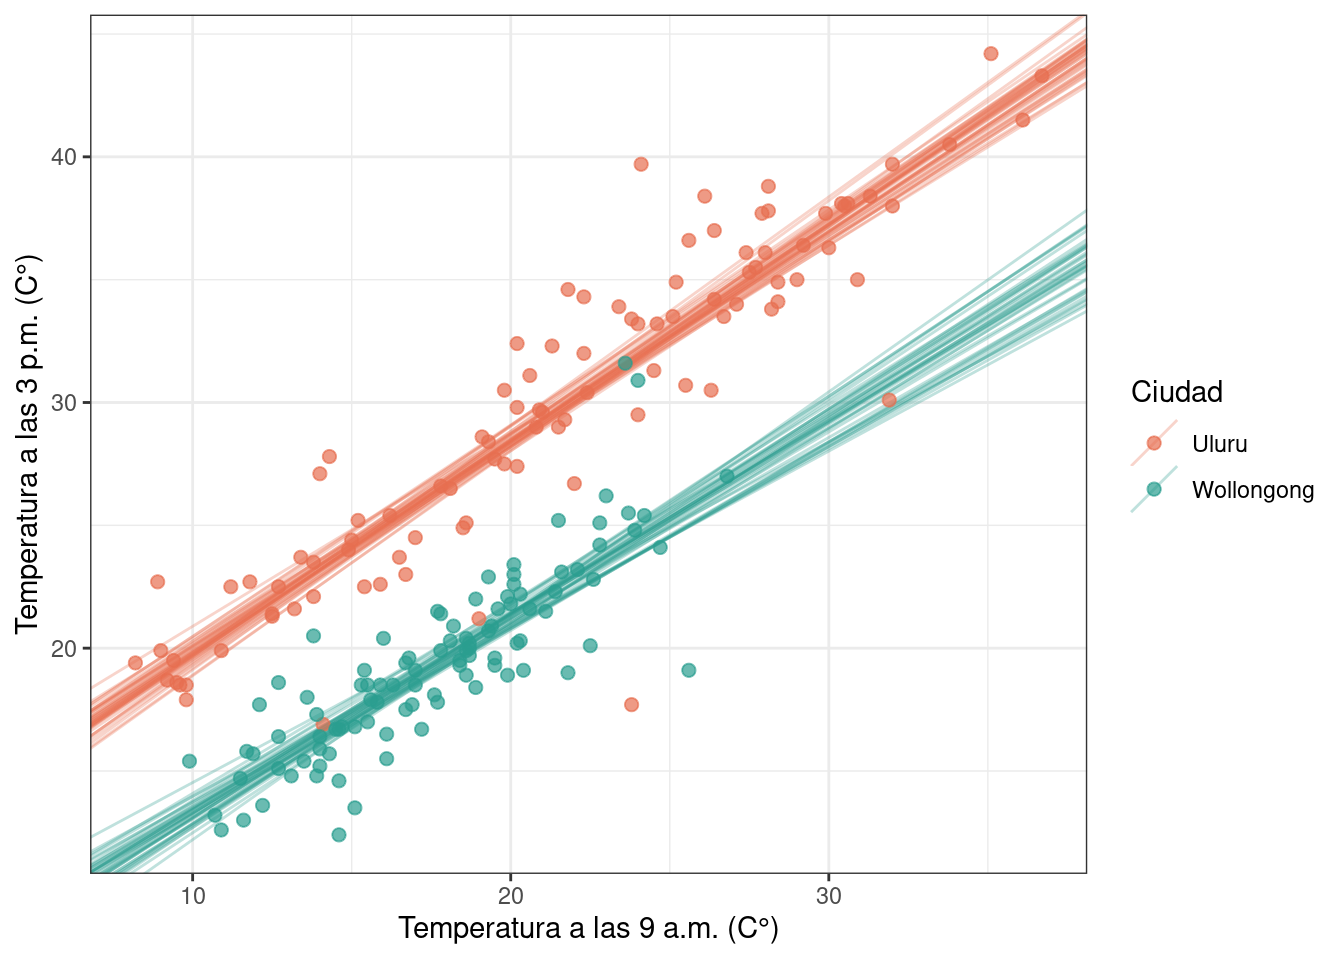 40
30
20
10
20
30
Temperatura a las 3 p.m. (C°)
Temperatura a las 9 a.m. (C°)
Ciudad
Uluru
Wollongong